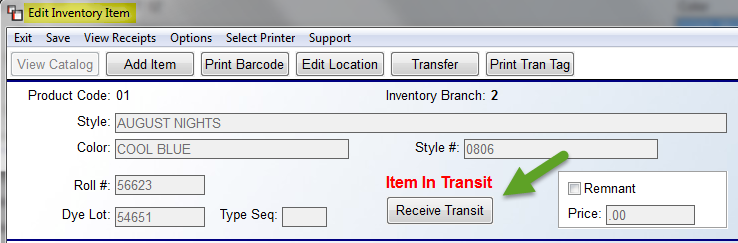 Edit Inventory Item
Exit Save View Receipts Options Select Printer Support
View Catalog Add Item Print Barcode Edit Location Transfer Print Tran Tag
Product Code: 01 Inventory Branch: 2
Style: AUGUST NIGHTS
Color: COOL BLUE Style #: 0806
Roll #: 56623 Item In Transit Remnant
Dye Lot: 54651 Type Seq: Receive Transit Price: .00